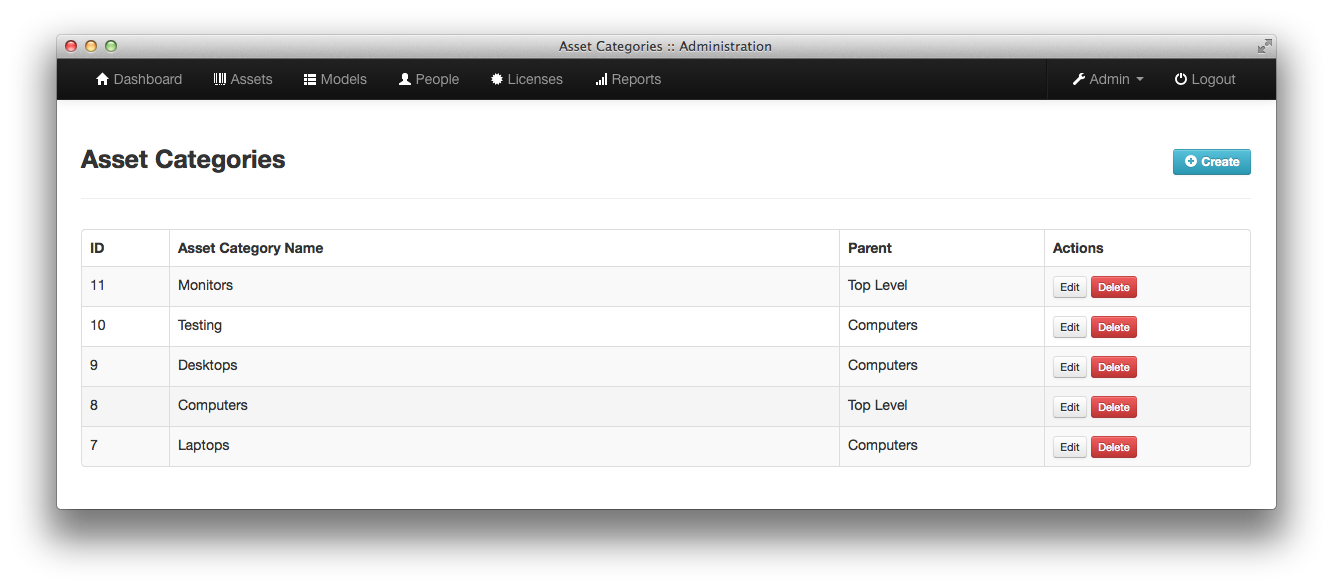 Asset Categories :: Administration
Dashboard Assets Models People Licenses Reports Admin Logout
Asset Categories Create
ID Asset Category Name Parent Actions
11 Monitors Top Level Edit Delete
10 Testing Computers Edit Delete
9 Desktops Computers Edit Delete
8 Computers Top Level Edit Delete
7 Laptops Computers Edit Delete